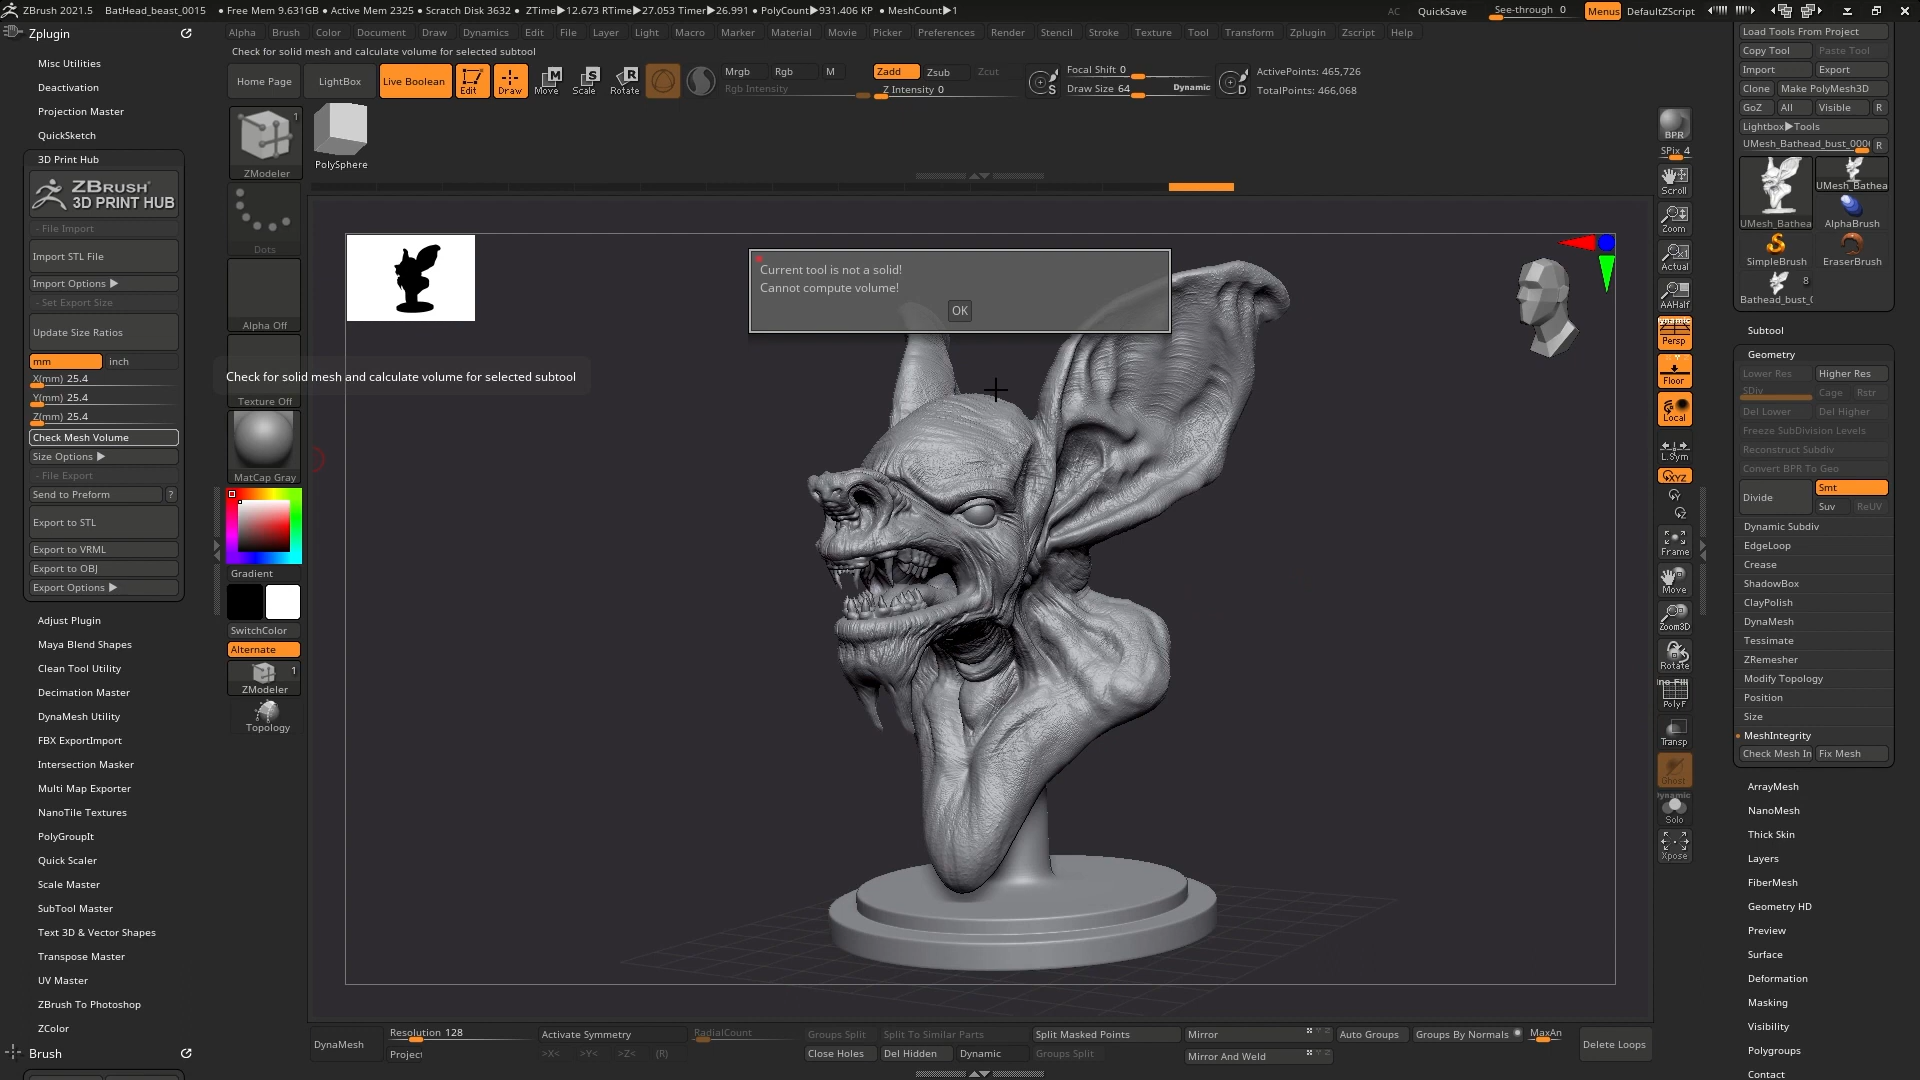 ZBrush 2021.5 BatHead_beast_0015 • Free Mem 9.631GB • Active Mem 2325 • Scratch Disk 3632 • ZTime▶12.673 RTime▶27.053 Timer▶26.991 • PolyCount▶931.406 KP • MeshCount▶1
AC QuickSave See-through 0 Menus DefaultZScript
Zplugin
Alpha Brush Color Document Draw Dynamics Edit File Layer Light Macro Marker Material Movie Picker Preferences Render Stencil Stroke Texture Tool Transform Zplugin Zscript Help
Check for solid mesh and calculate volume for selected subtool
Home Page
LightBox
Live Boolean
Edit
Draw
Move
Scale
Rotate
Mrgb Rgb M
Rgb Intensity
Zadd Zsub Zcut
Z Intensity 0
Focal Shift 0
Draw Size 64 Dynamic
ActivePoints: 465,726
TotalPoints: 466,068
Misc Utilities
Deactivation
Projection Master
QuickSketch
3D Print Hub
ZBRUSH
3D PRINT HUB
- File Import
Import STL File
Import Options ▶
- Set Export Size
Update Size Ratios
mm inch
X(mm) 25.4
Y(mm) 25.4
Z(mm) 25.4
Check Mesh Volume
Size Options ▶
- File Export
Send to Preform ?
Export to STL
Export to VRML
Export to OBJ
Export Options ▶
Adjust Plugin
Maya Blend Shapes
Clean Tool Utility
Decimation Master
DynaMesh Utility
FBX ExportImport
Intersection Masker
Multi Map Exporter
NanoTile Textures
PolyGroupIt
Quick Scaler
Scale Master
SubTool Master
Text 3D & Vector Shapes
Transpose Master
UV Master
ZBrush To Photoshop
ZColor
Brush
1
ZModeler
PolySphere
Dots
Alpha Off
Check for solid mesh and calculate volume for selected subtool
Texture Off
MatCap Gray
Gradient
SwitchColor
Alternate
1
ZModeler
Topology
Current tool is not a solid!
Cannot compute volume!
OK
BPR
SPix 4
Scroll
Zoom
Actual
AAHalf
Dynamic
Persp
Floor
Local
L.Sym
XYZ
Y
Z
Frame
Move
Zoom3D
Rotate
PolyF
Transp
Ghost
Dynamic
Solo
Xpose
Load Tools From Project
Copy Tool Paste Tool
Import Export
Clone Make PolyMesh3D
GoZ All Visible R
Lightbox▶Tools
UMesh_Bathead_bust_000 R
UMesh_Bathea
UMesh_Bathea AlphaBrush
SimpleBrush EraserBrush
8
Bathead_bust_0
Subtool
Geometry
Lower Res Higher Res
SDiv Cage Rstr
Del Lower Del Higher
Freeze SubDivision Levels
Reconstruct Subdiv
Convert BPR To Geo
Divide
Smt
Suv ReUV
Dynamic Subdiv
EdgeLoop
Crease
ShadowBox
ClayPolish
DynaMesh
Tessimate
ZRemesher
Modify Topology
Position
Size
MeshIntegrity
Check Mesh In Fix Mesh
ArrayMesh
NanoMesh
Thick Skin
Layers
FiberMesh
Geometry HD
Preview
Surface
Deformation
Masking
Visibility
Polygroups
Contact
DynaMesh
Resolution 128
Project
Activate Symmetry
>X< >Y< >Z< (R)
RadialCount
Groups Split Split To Similar Parts
Close Holes Del Hidden Dynamic
Split Masked Points
Groups Split
Mirror
Mirror And Weld
Auto Groups Groups By Normals MaxAn
Delete Loops